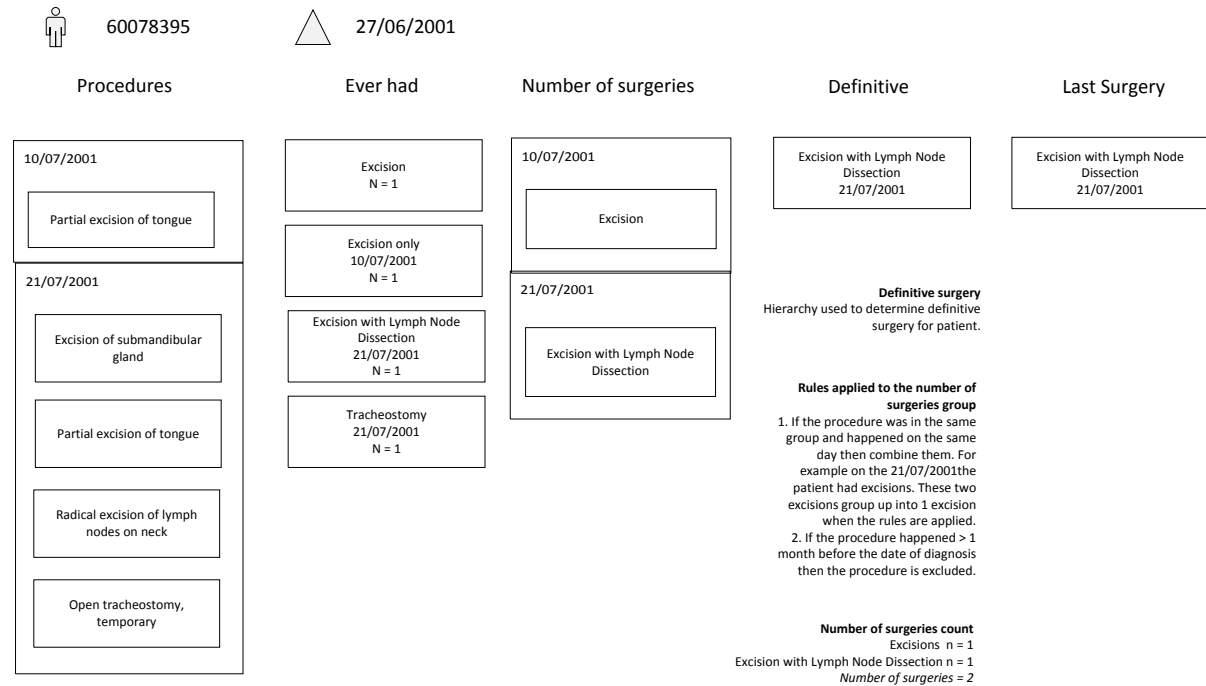 60078395
27/06/2001
Procedures
Ever had
Number of surgeries
Definitive
Last Surgery
10/07/2001
Partial excision of tongue
21/07/2001
Excision of submandibular
gland
Partial excision of tongue
Radical excision of lymph
nodes on neck
Open tracheostomy,
temporary
Excision
N = 1
Excision only
10/07/2001
N = 1
Excision with Lymph Node
Dissection
21/07/2001
N = 1
Tracheostomy
21/07/2001
N = 1
10/07/2001
Excision
21/07/2001
Excision with Lymph Node
Dissection
Excision with Lymph Node
Dissection
21/07/2001
Excision with Lymph Node
Dissection
21/07/2001
Definitive surgery
Hierarchy used to determine definitive
surgery for patient.
Rules applied to the number of
surgeries group
1. If the procedure was in the same
group and happened on the same
day then combine them. For
example on the 21/07/2001the
patient had excisions. These two
excisions group up into 1 excision
when the rules are applied.
2. If the procedure happened > 1
month before the date of diagnosis
then the procedure is excluded.
Number of surgeries count
Excisions n = 1
Excision with Lymph Node Dissection n = 1
Number of surgeries = 2